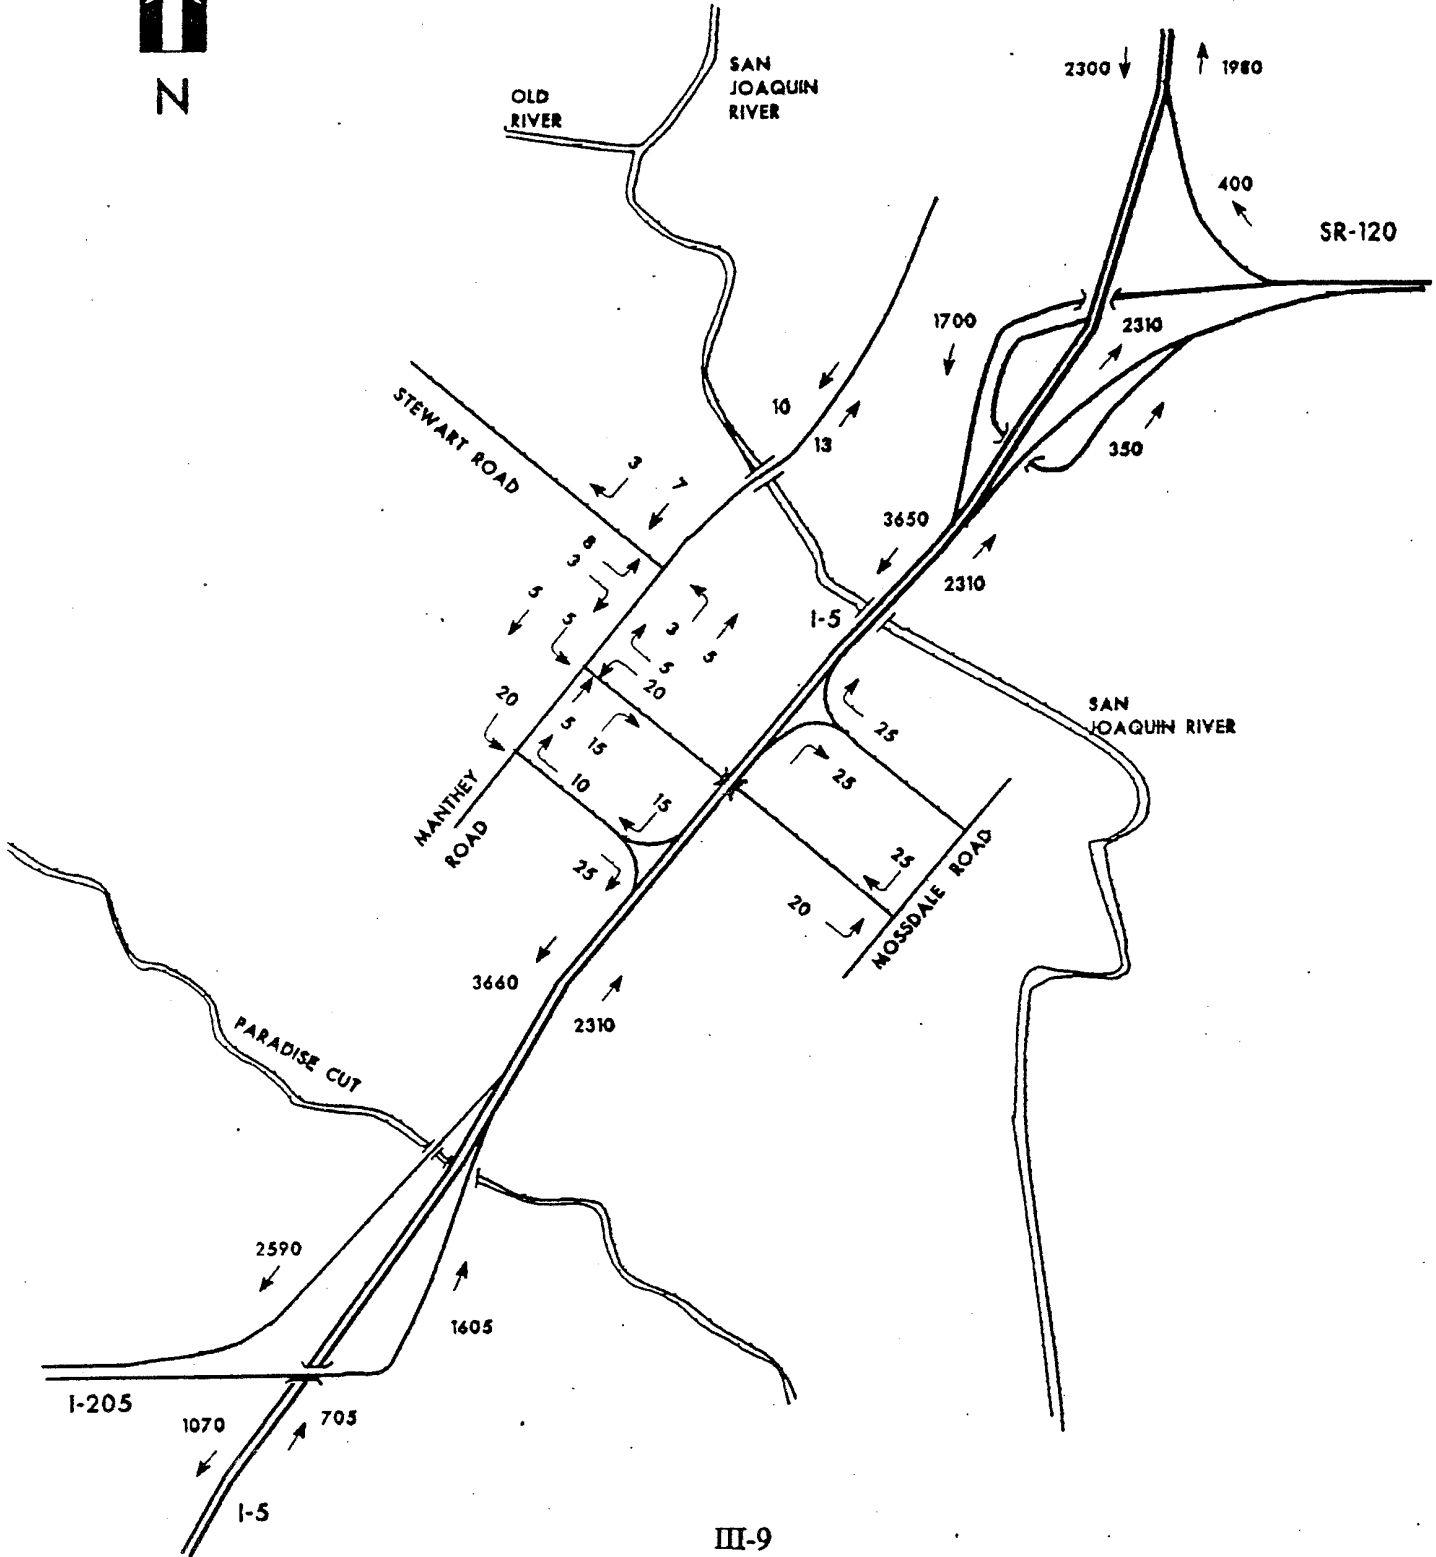 N
SAN
JOAQUIN
RIVER
OLD
RIVER
2300
1980
400
SR-120
1700
2310
350
10
13
STEWART ROAD
3
7
3650
2310
I-5
8
3
5
5
3
5
5
20
20
5
15
10
15
25
MANTHEY
ROAD
25
25
SAN
JOAQUIN RIVER
25
20
MOSSDALE ROAD
3660
2310
PARADISE CUT
2590
1605
I-205
1070
705
I-5
III-9